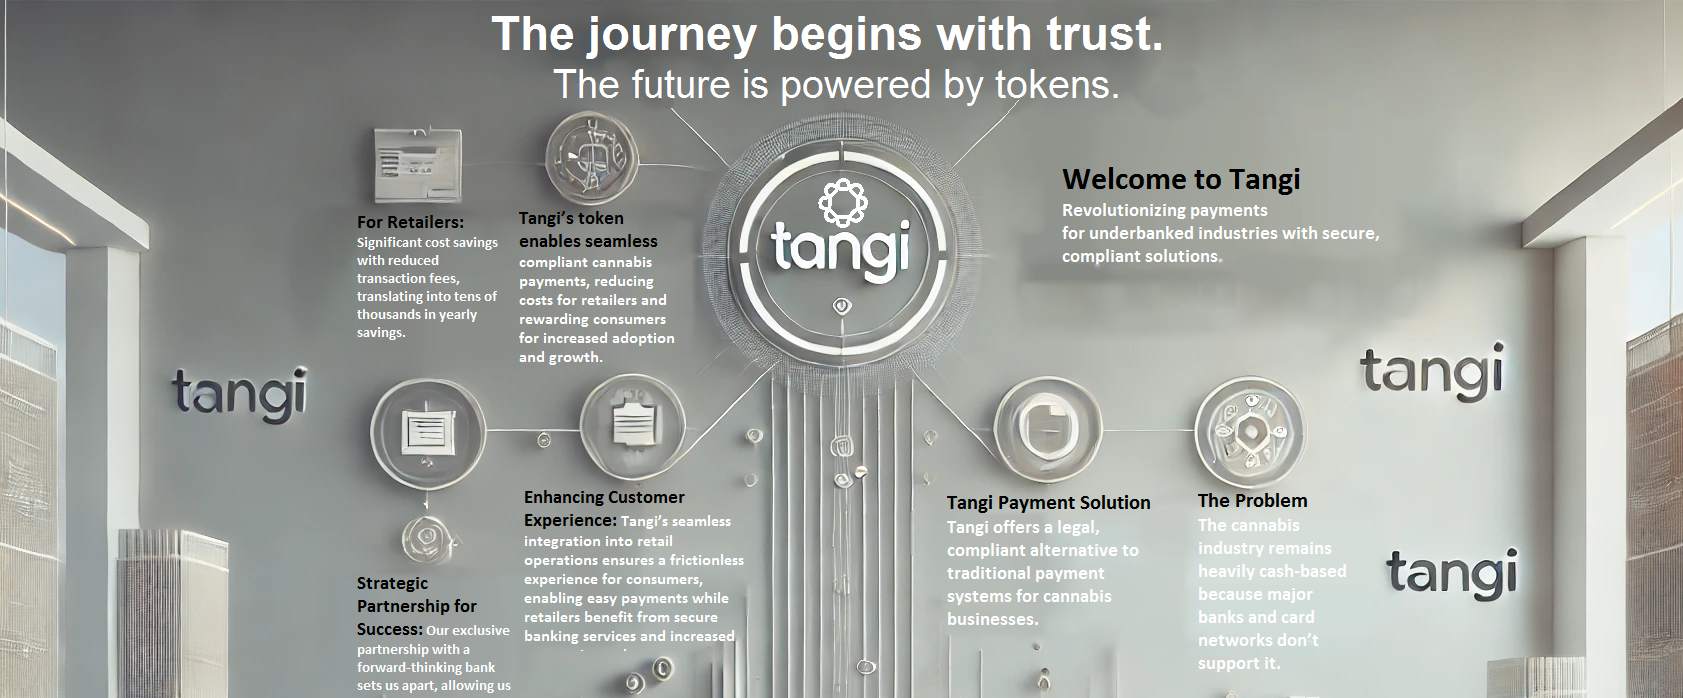 The journey begins with trust.
The future is powered by tokens.
tangi
Welcome to Tangi
Revolutionizing payments
for underbanked industries with secure,
compliant solutions.
For Retailers:
Significant cost savings
with reduced
transaction fees,
translating into tens of
thousands in yearly
savings.
Tangi's token
enables seamless
compliant cannabis
payments, reducing
costs for retailers and
rewarding consumers
for increased adoption
and growth.
tangi
tangi
Enhancing Customer
Experience: Tangi's seamless
integration into retail
operations ensures a frictionless
experience for consumers,
enabling easy payments while
retailers benefit from secure
banking services and increased
Strategic
Partnership for
Success: Our exclusive
partnership with a
forward-thinking bank
sets us apart, allowing us
Tangi Payment Solution
Tangi offers a legal,
compliant alternative to
traditional payment
systems for cannabis
businesses.
The Problem
The cannabis
industry remains
heavily cash-based
because major
banks and card
networks don't
support it.
tangi